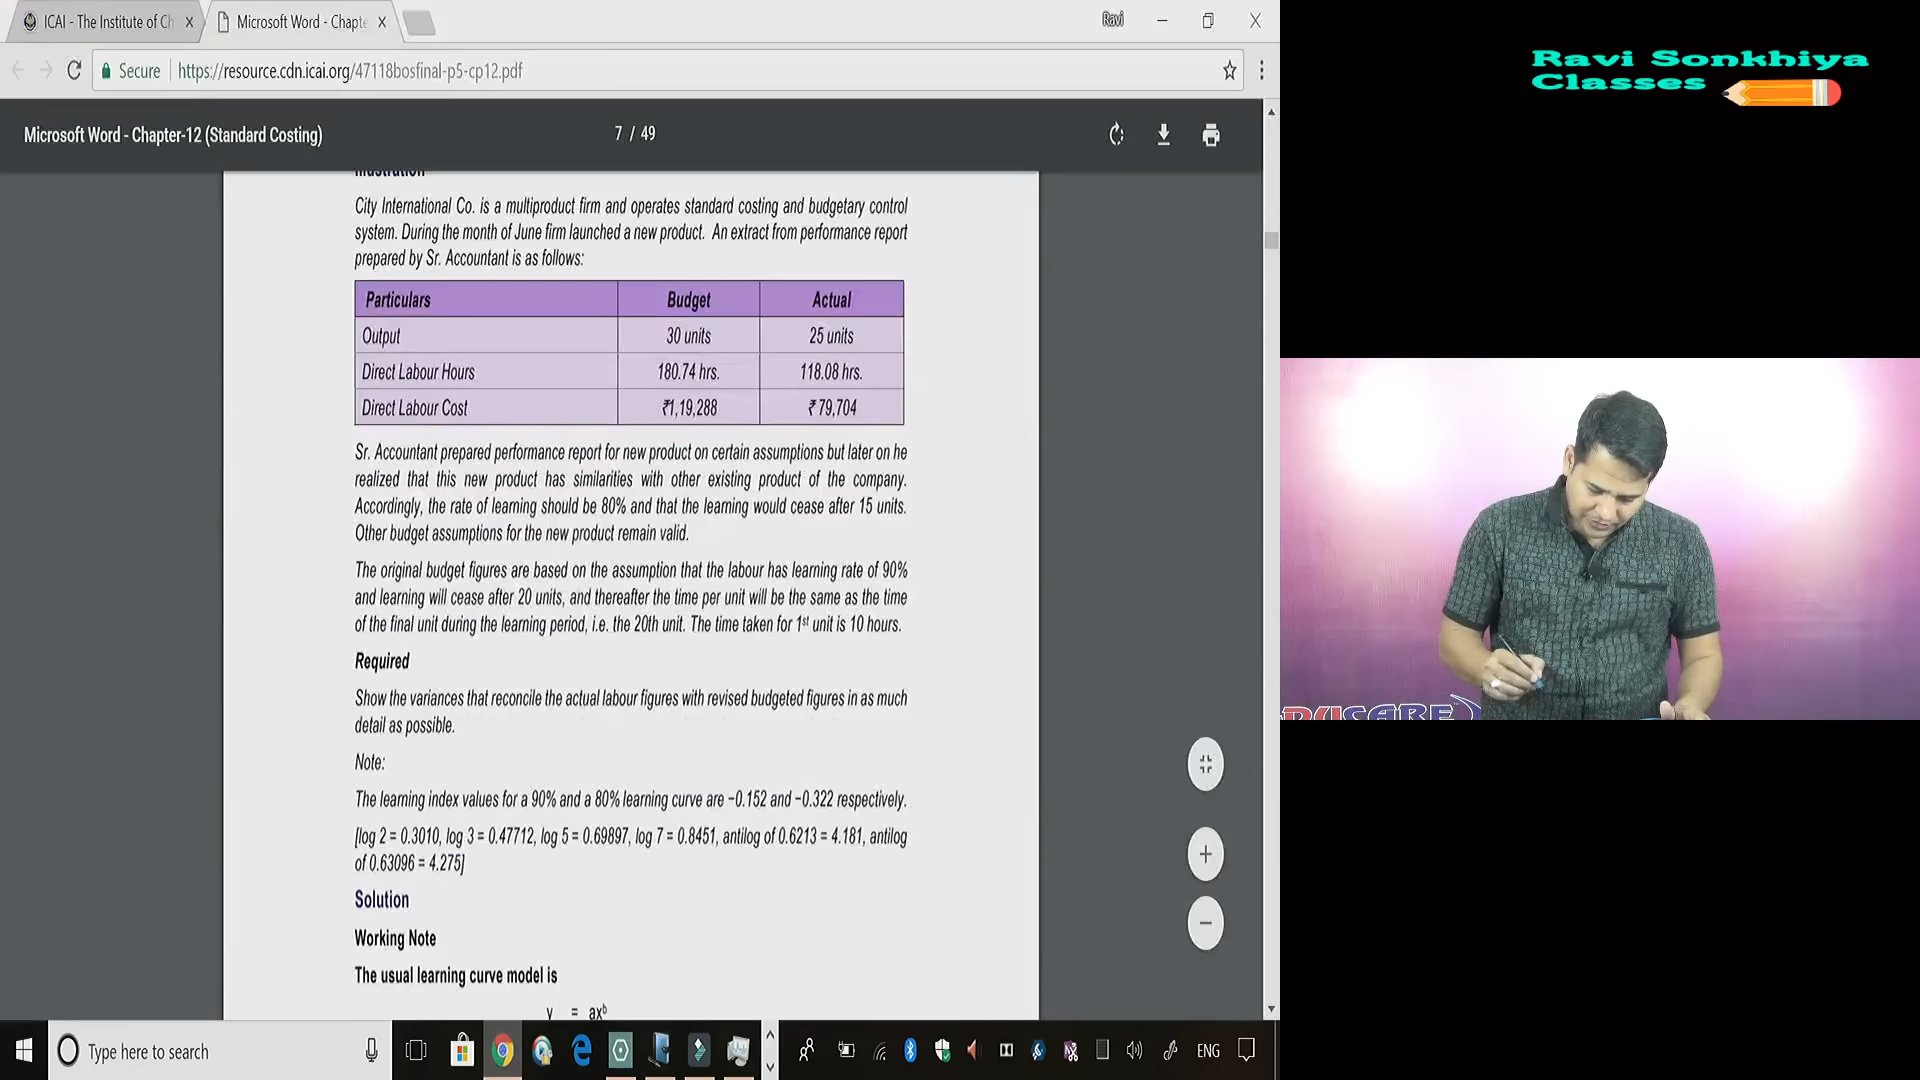 ICAI - The Institute of Ch
Microsoft Word - Chapte
Ravi
Secure
https://resource.cdn.icai.org/47118bosfinal-p5-cp12.pdf
Ravi Sonkhiya
Classes
Microsoft Word - Chapter-12 (Standard Costing)
7 / 49
Illustration
City International Co. is a multiproduct firm and operates standard costing and budgetary control
system. During the month of June firm launched a new product. An extract from performance report
prepared by Sr. Accountant is as follows:
Particulars Budget Actual
Output 30 units 25 units
Direct Labour Hours 180.74 hrs. 118.08 hrs.
Direct Labour Cost ₹1,19,288 ₹ 79,704
Sr. Accountant prepared performance report for new product on certain assumptions but later on he
realized that this new product has similarities with other existing product of the company.
Accordingly, the rate of learning should be 80% and that the learning would cease after 15 units.
Other budget assumptions for the new product remain valid.
The original budget figures are based on the assumption that the labour has learning rate of 90%
and learning will cease after 20 units, and thereafter the time per unit will be the same as the time
of the final unit during the learning period, i.e. the 20th unit. The time taken for 1st unit is 10 hours.
Required
Show the variances that reconcile the actual labour figures with revised budgeted figures in as much
detail as possible.
Note:
The learning index values for a 90% and a 80% learning curve are −0.152 and −0.322 respectively.
[log 2 = 0.3010, log 3 = 0.47712, log 5 = 0.69897, log 7 = 0.8451, antilog of 0.6213 = 4.181, antilog
of 0.63096 = 4.275]
Solution
Working Note
The usual learning curve model is
y = axᵇ
Type here to search
ENG